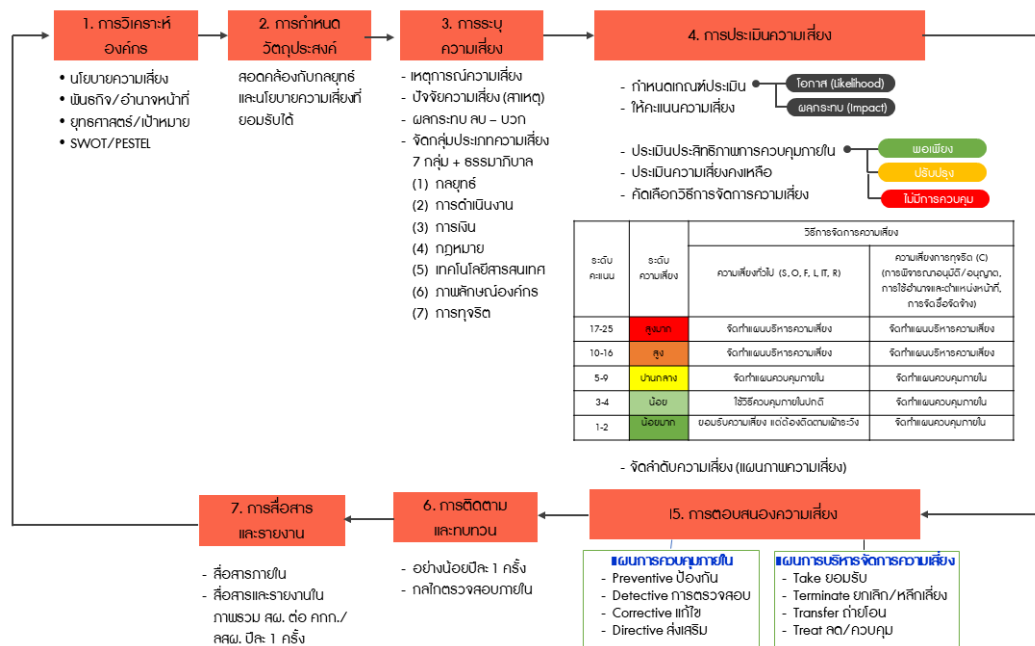 1. การวิเคราะห์
องค์กร
• นโยบายความเสี่ยง
• พันธกิจ/อำนาจหน้าที่
• ยุทธศาสตร์/เป้าหมาย
• SWOT/PESTEL
2. การกำหนด
วัตถุประสงค์
สอดคล้องกับกลยุทธ์
และนโยบายความเสี่ยงที่
ยอมรับได้
3. การระบุ
ความเสี่ยง
- เหตุการณ์ความเสี่ยง
- ปัจจัยความเสี่ยง (สาเหตุ)
- ผลกระทบ ลบ – บวก
- จัดกลุ่มประเภทความเสี่ยง
7 กลุ่ม + ธรรมาภิบาล
(1) กลยุทธ์
(2) การดำเนินงาน
(3) การเงิน
(4) กฎหมาย
(5) เทคโนโลยีสารสนเทศ
(6) ภาพลักษณ์องค์กร
(7) การทุจริต
4. การประเมินความเสี่ยง
- กำหนดเกณฑ์ประเมิน
- ให้คะแนนความเสี่ยง
โอกาส (Likelihood)
ผลกระทบ (Impact)
- ประเมินประสิทธิภาพการควบคุมภายใน
- ประเมินความเสี่ยงคงเหลือ
- คัดเลือกวิธีการจัดการความเสี่ยง
พอเพียง
ปรับปรุง
ไม่มีการควบคุม
ระดับ
คะแนน
ระดับ
ความเสี่ยง
วิธีการจัดการความเสี่ยง
ความเสี่ยงทั่วไป (S, O, F, L, IT, R)
ความเสี่ยงการทุจริต (C)
(การพิจารณาอนุมัติ/อนุญาต,
การใช้อำนาจและตำแหน่งหน้าที่,
การจัดซื้อจัดจ้าง)
17-25 สูงมาก จัดทำแผนบริหารความเสี่ยง จัดทำแผนบริหารความเสี่ยง
10-16 สูง จัดทำแผนบริหารความเสี่ยง จัดทำแผนบริหารความเสี่ยง
5-9 ปานกลาง จัดทำแผนควบคุมภายใน จัดทำแผนควบคุมภายใน
3-4 น้อย ใช้วิธีควบคุมภายในปกติ จัดทำแผนควบคุมภายใน
1-2 น้อยมาก ยอมรับความเสี่ยง แต่ต้องติดตามเฝ้าระวัง จัดทำแผนควบคุมภายใน
- จัดลำดับความเสี่ยง (แผนภาพความเสี่ยง)
I5. การตอบสนองความเสี่ยง
แผนการควบคุมภายใน
- Preventive ป้องกัน
- Detective การตรวจสอบ
- Corrective แก้ไข
- Directive ส่งเสริม
แผนการบริหารจัดการความเสี่ยง
- Take ยอมรับ
- Terminate ยกเลิก/หลีกเลี่ยง
- Transfer ถ่ายโอน
- Treat ลด/ควบคุม
6. การติดตาม
และทบทวน
- อย่างน้อยปีละ 1 ครั้ง
- กลไกตรวจสอบภายใน
7. การสื่อสาร
และรายงาน
- สื่อสารภายใน
- สื่อสารและรายงานใน
ภาพรวม สผ. ต่อ คกก./
ลสผ. ปีละ 1 ครั้ง